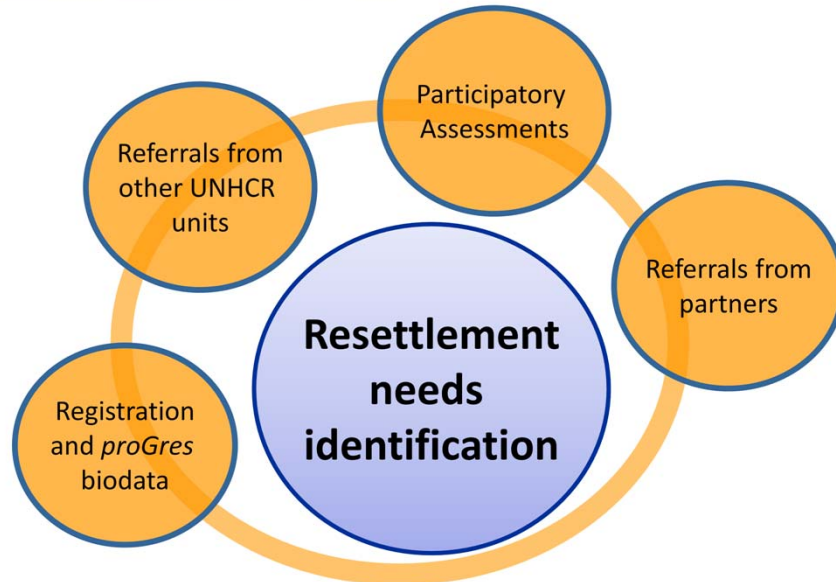 Participatory
Assessments
Referrals from
other UNHCR
units
Referrals from
partners
Resettlement
needs
identification
Registration
and proGres
biodata